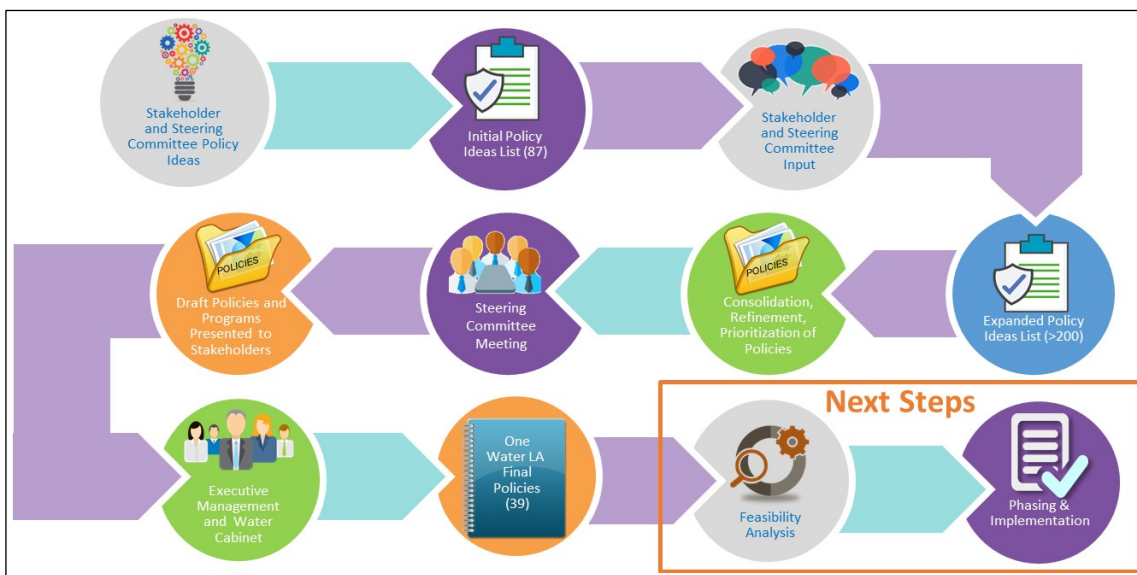 Stakeholder
and Steering
Committee Policy
Ideas
Initial Policy
Ideas List (87)
Stakeholder
and Steering
Committee
Input
Expanded Policy
Ideas List (>200)
POLICIES
Consolidation,
Refinement,
Prioritization of
Policies
Steering
Committee
Meeting
POLICIES
Draft Policies and
Programs
Presented to
Stakeholders
Executive
Management
and Water
Cabinet
One
Water LA
Final
Policies
(39)
Next Steps
Feasibility
Analysis
Phasing &
Implementation